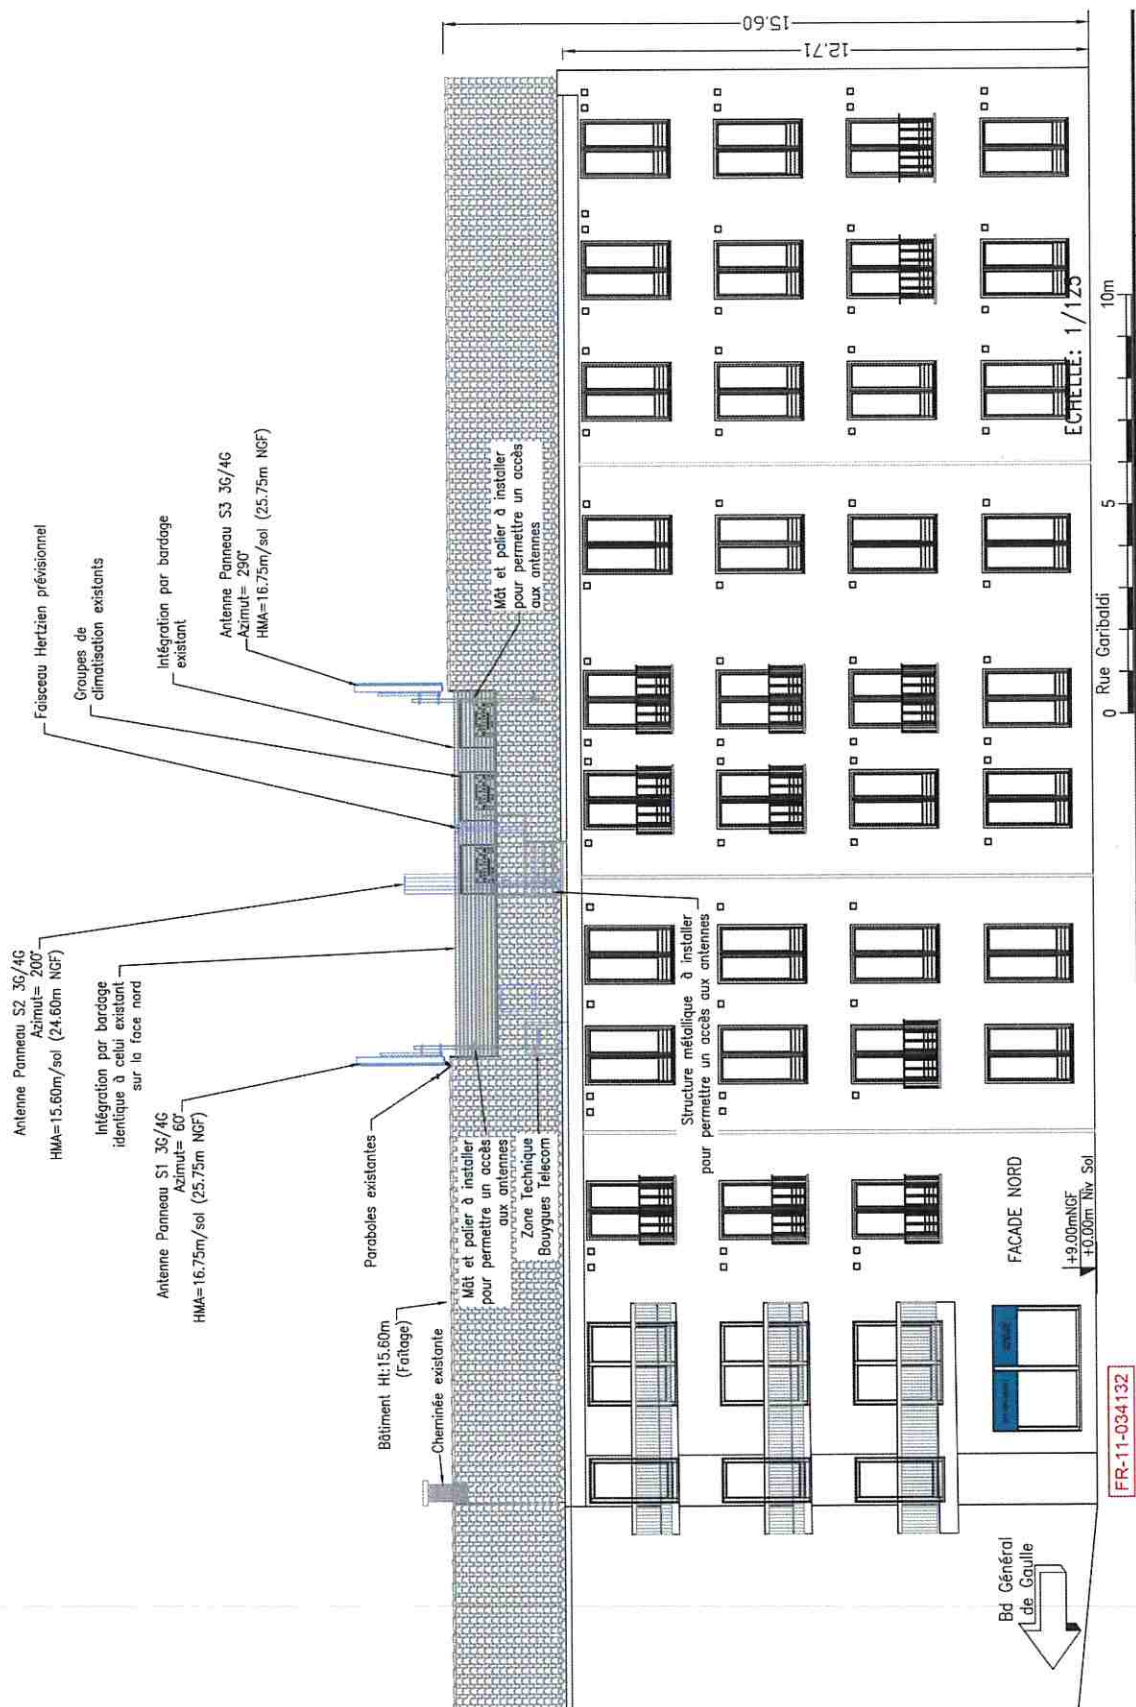 Antenne Panneau S2 3G/4G
Azimut= 200°
HMA=15.60m/sol (24.60m NGF)
Faisceau Hertzien prévisionnel
Groupes de
climatisation existants
Intégration par bardage
existant
Antenne Panneau S3 3G/4G
Azimut= 290°
HMA=16.75m/sol (25.75m NGF)
Intégration par bardage
identique à celui existant
sur la face nord
Antenne Panneau S1 3G/4G
Azimut= 60°
HMA=16.75m/sol (25.75m NGF)
Paraboles existantes
Bâtiment Ht:15.60m
(Faîtage)
Cheminée existante
Mât et palier à installer
pour permettre un accès
aux antennes
Zone Technique
Bouygues Telecom
Mât et palier à installer
pour permettre un accès
aux antennes
Structure métallique à installer
pour permettre un accès aux antennes
15.60
12.71
FACADE NORD
+9.00mNGF
+0.00m Niv Sol
Bd Général
de Gaulle
Rue Garibaldi
ECHELLE: 1/125
0
5
10m
FR-11-034132